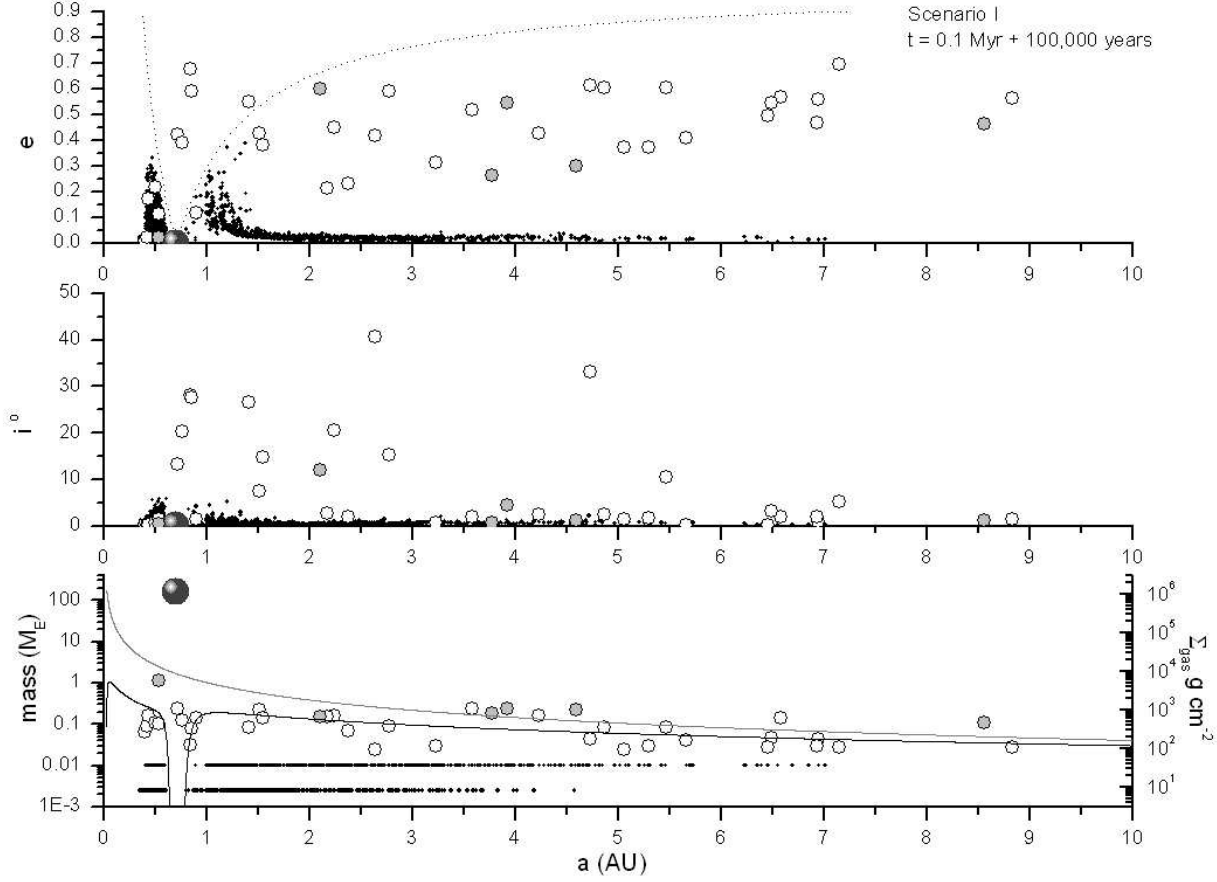 Scenario I
t = 0.1 Myr + 100,000 years
0.9
0.8
0.7
0.6
0.5
0.4
0.3
0.2
0.1
0.0
e
0 1 2 3 4 5 6 7 8 9 10
50
40
30
20
10
0
i °
0 1 2 3 4 5 6 7 8 9 10
100
10
1
0.1
0.01
1E-3
mass (M_E)
10^6
10^5
10^4
10^3
10^2
10^1
Σ_gas g cm^-2
0 1 2 3 4 5 6 7 8 9 10
a (AU)